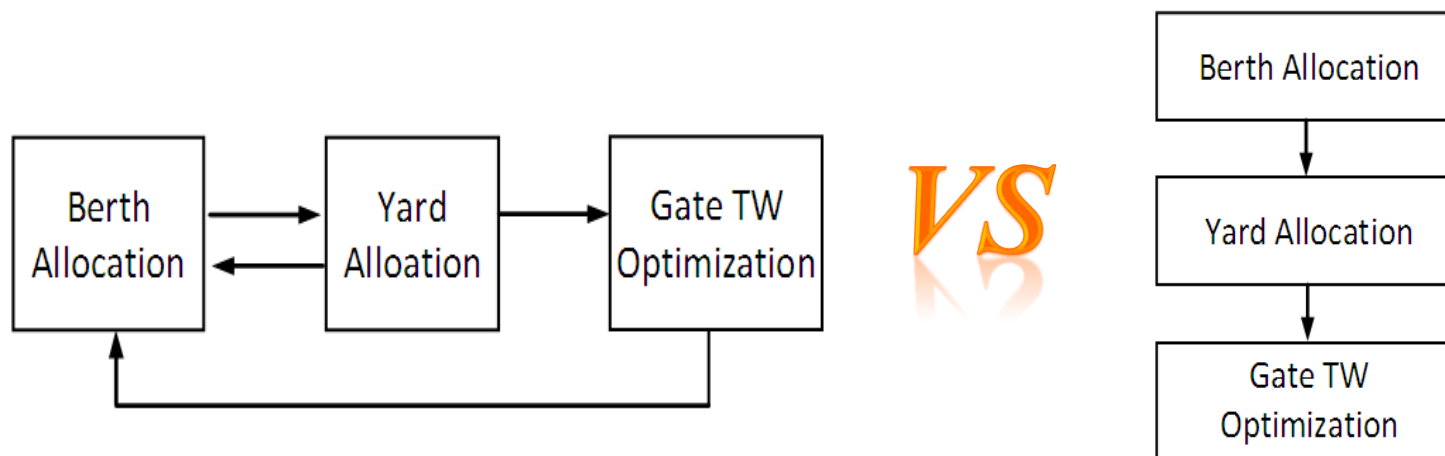 Berth
Allocation
Yard
Alloation
Gate TW
Optimization
VS
Berth Allocation
Yard Allocation
Gate TW
Optimization